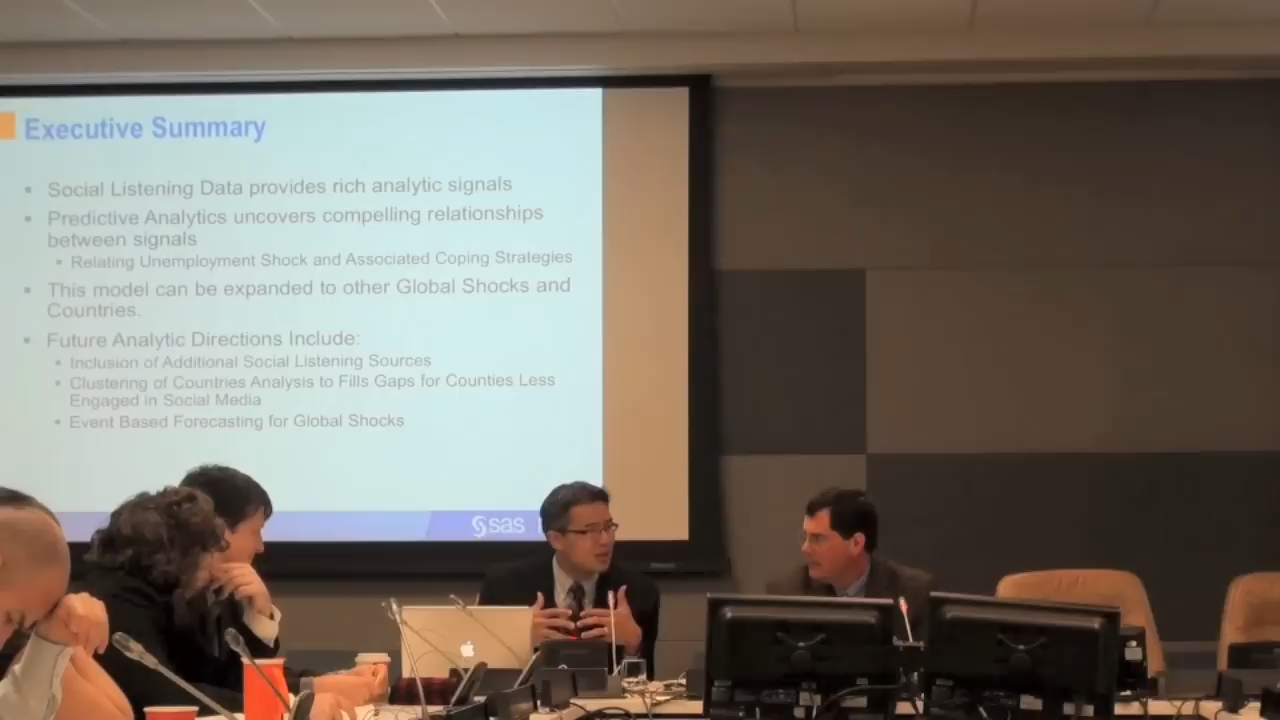 Executive Summary
Social Listening Data provides rich analytic signals
Predictive Analytics uncovers compelling relationships
between signals
Relating Unemployment Shock and Associated Coping Strategies
This model can be expanded to other Global Shocks and
Countries.
Future Analytic Directions Include:
Inclusion of Additional Social Listening Sources
Clustering of Countries Analysis to Fills Gaps for Counties Less
Engaged in Social Media
Event Based Forecasting for Global Shocks
sas